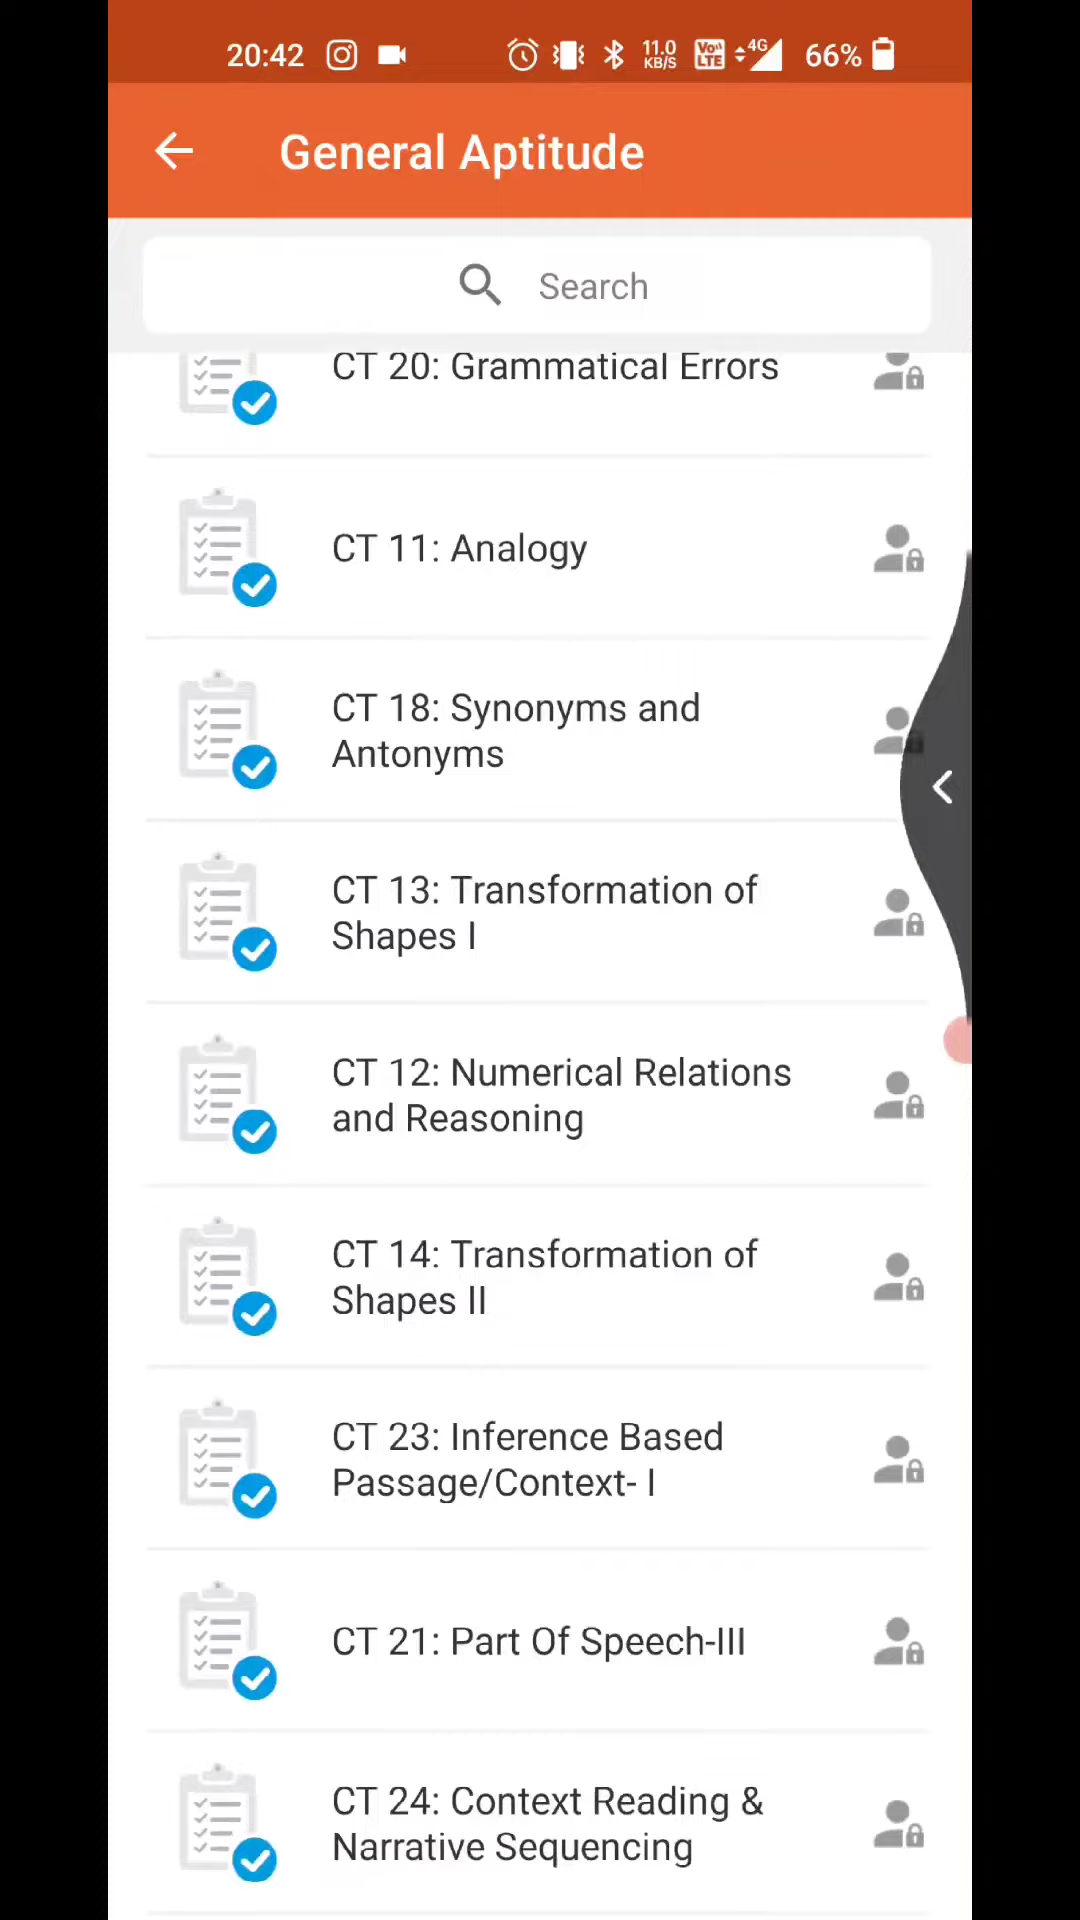 20:42 11.0 KB/S VoLTE 4G 66%
General Aptitude
Search
CT 20: Grammatical Errors
CT 11: Analogy
CT 18: Synonyms and
Antonyms
CT 13: Transformation of
Shapes I
CT 12: Numerical Relations
and Reasoning
CT 14: Transformation of
Shapes II
CT 23: Inference Based
Passage/Context- I
CT 21: Part Of Speech-III
CT 24: Context Reading &
Narrative Sequencing